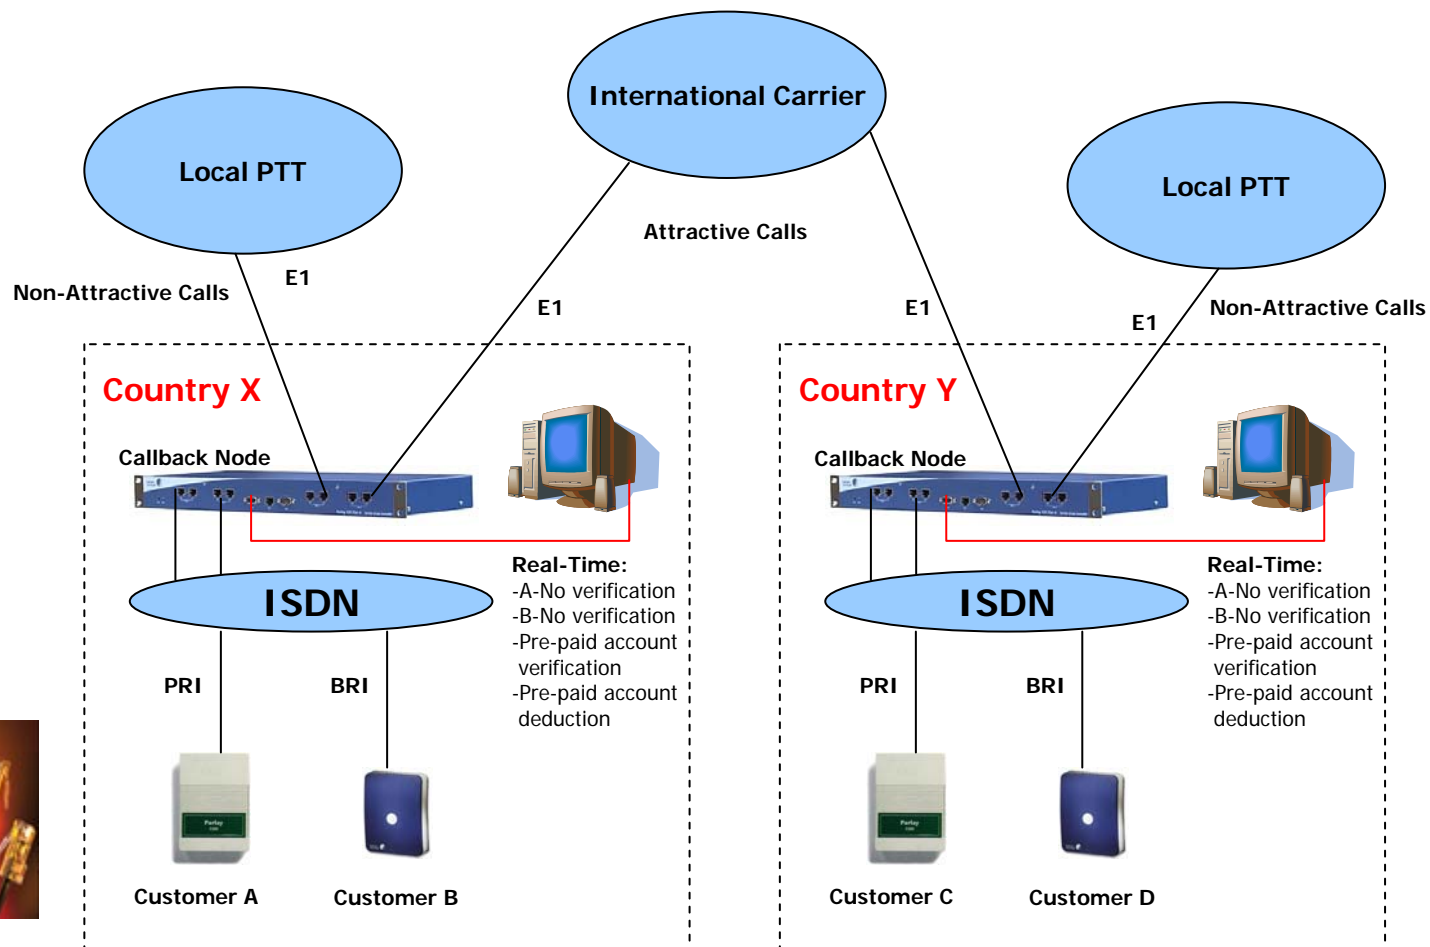 International Carrier
Local PTT
Local PTT
Attractive Calls
E1
Non-Attractive Calls
E1
E1
E1
Non-Attractive Calls
Country X
Callback Node
Real-Time:
-A-No verification
-B-No verification
-Pre-paid account
verification
-Pre-paid account
deduction
ISDN
PRI
BRI
Parlay
Customer A
Customer B
Country Y
Callback Node
Real-Time:
-A-No verification
-B-No verification
-Pre-paid account
verification
-Pre-paid account
deduction
ISDN
PRI
BRI
Parlay
Customer C
Customer D